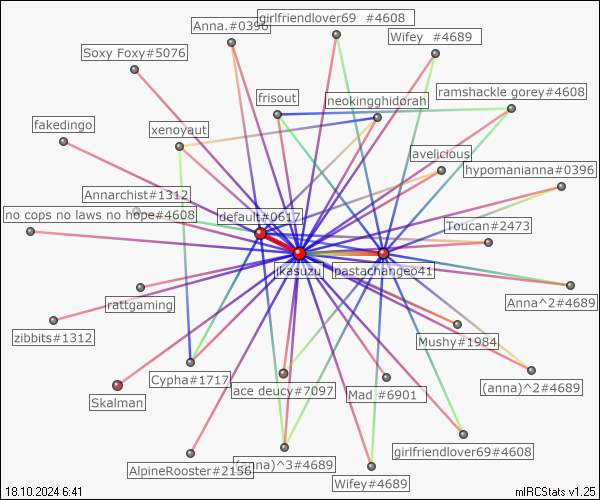 girlfriendlover69 #4608
Anna.#0396
Wifey #4689
Soxy Foxy#5076
ramshackle gorey#4608
frisout
neokingghidorah
fakedingo
xenoyaut
avelicious
hypomanianna#0396
Annarchist#1312
no cops no laws no hope#4608
default#0617
Toucan#2473
ikasuzu
pastachangeo41
Anna^2#4689
rattgaming
zibbits#1312
Mushy#1984
Cypha#1717
ace deucy#7097
Mad #6901
(anna)^2#4689
Skalman
girlfriendlover69#4608
AlpineRooster#2156
(anna)^3#4689
Wifey#4689
18.10.2024 6:41
mIRCStats v1.25